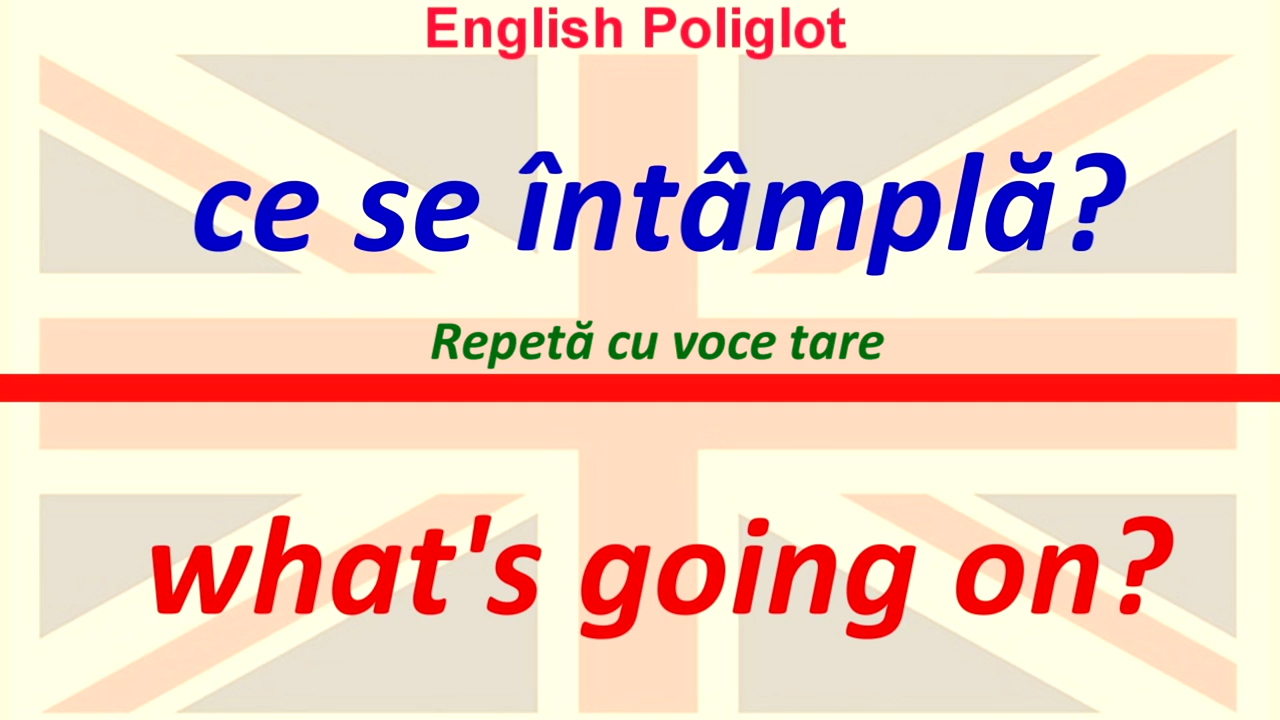 English Poliglot
ce se întâmplă?
Repetă cu voce tare
what's going on?